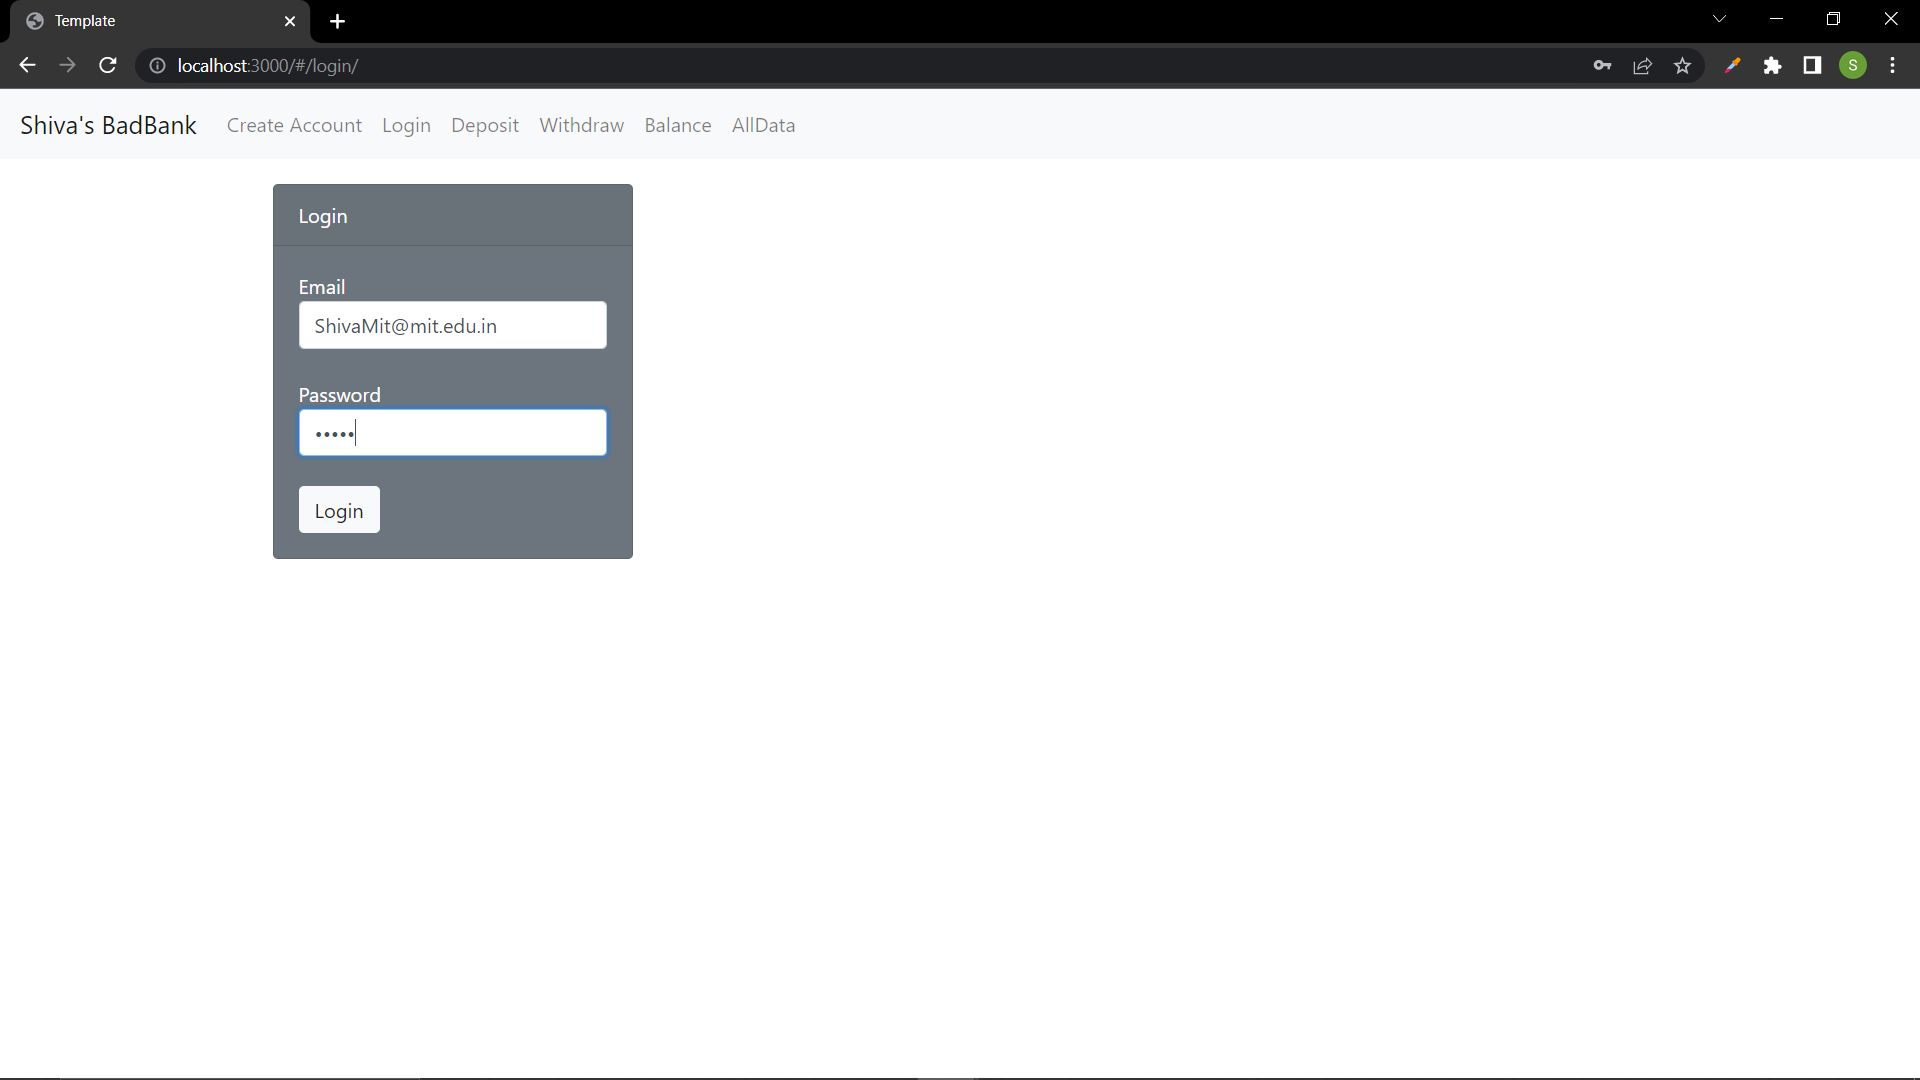 Template
localhost:3000/#/login/
S
Shiva's BadBank Create Account Login Deposit Withdraw Balance AllData
Login
Email
ShivaMit@mit.edu.in
Password
•••••
Login